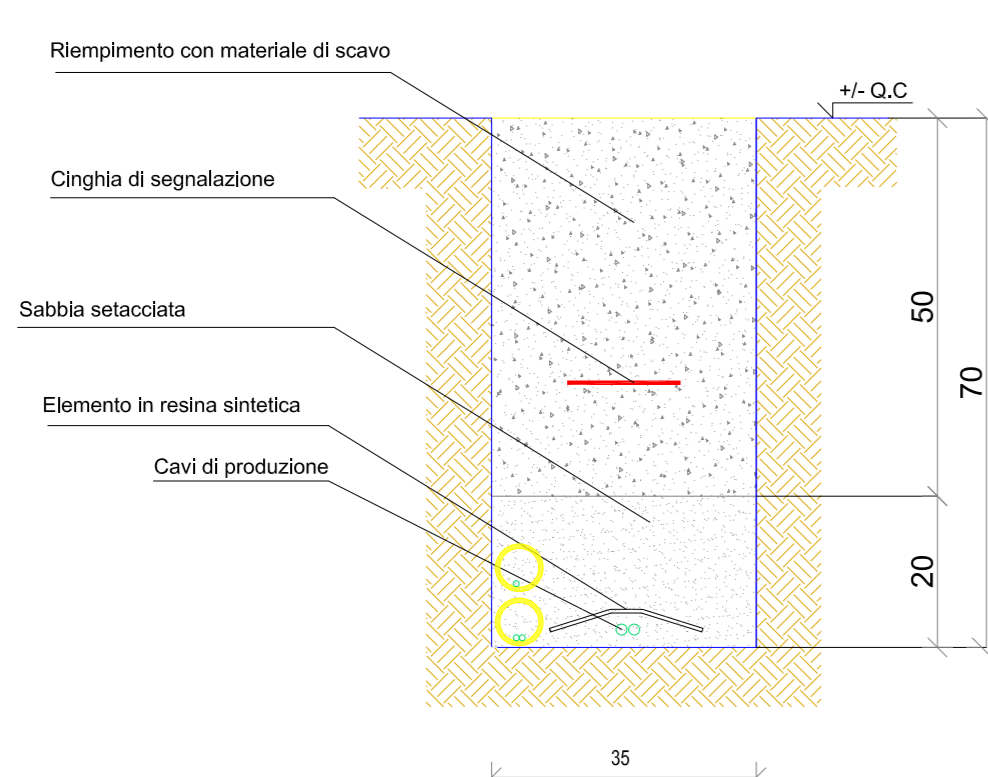 Riempimento con materiale di scavo
+/- Q.C
Cinghia di segnalazione
Sabbia setacciata
50
70
Elemento in resina sintetica
Cavi di produzione
20
35